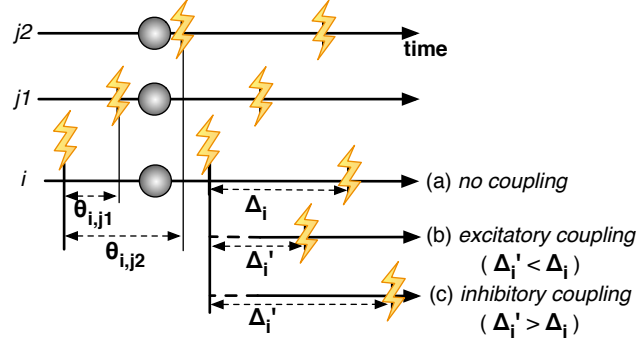 j2
time
j1
i
(a) no coupling
θi,j1
Δi
(b) excitatory coupling
θi,j2
Δi'
( Δi' < Δi )
(c) inhibitory coupling
Δi'
( Δi' > Δi )